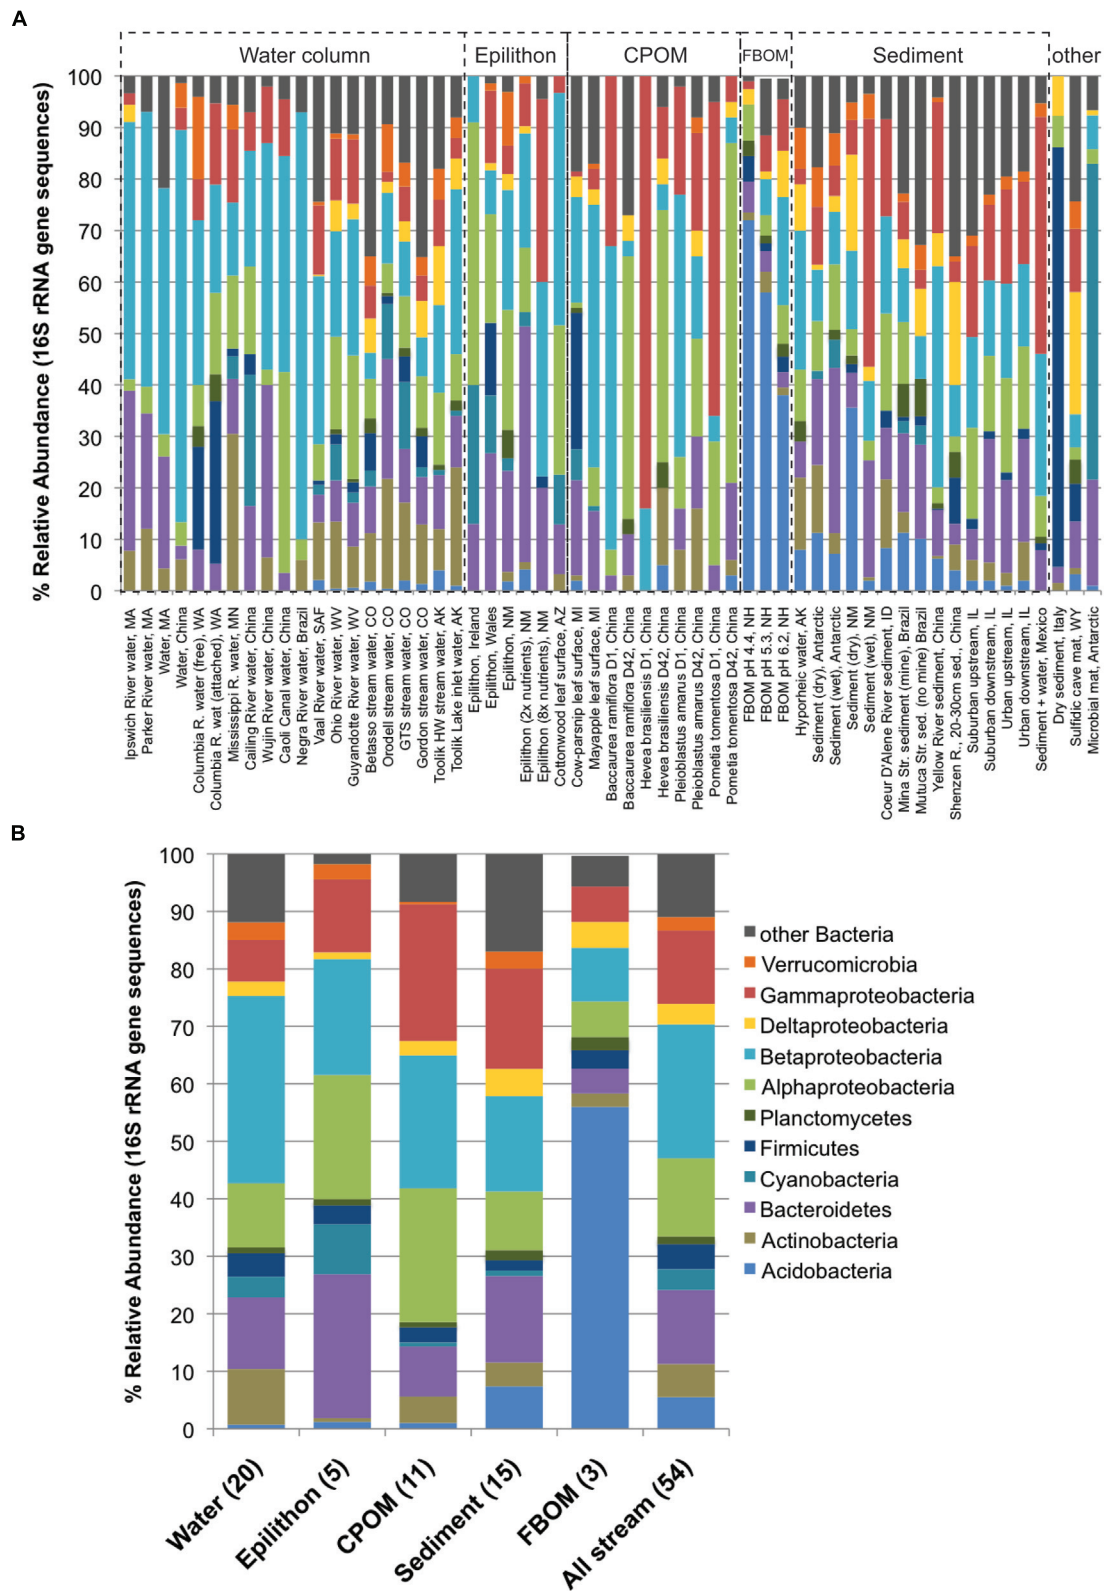 A
Water column
Epilithon
CPOM
FBOM
Sediment
other
% Relative Abundance (16S rRNA gene sequences)
100
90
80
70
60
50
40
30
20
10
0
Ipswich River water, MA
Parker River water, MA
Water, MA
Water, China
Columbia R. water (free), WA
Columbia R. wat (attached), WA
Mississippi R. water, MN
Cailing River water, China
Wujin River water, China
Caoli Canal water, China
Negra River water, Brazil
Vaal River water, SAF
Ohio River water, WV
Guyandotte River water, WV
Betasso stream water, CO
Orodell stream water, CO
GTS stream water, CO
Gordon stream water, CO
Toolik HW stream water, AK
Toolik Lake inlet water, AK
Epilithon, Ireland
Epilithon, Wales
Epilithon, NM
Epilithon (2x nutrients), NM
Epilithon (8x nutrients), NM
Cottonwood leaf surface, AZ
Cow-parsnip leaf surface, MI
Mayapple leaf surface, MI
Baccaurea ramiflora D1, China
Baccaurea ramiflora D42, China
Hevea brasiliensis D1, China
Hevea brasiliensis D42, China
Pleioblastus amarus D1, China
Pleioblastus amarus D42, China
Pometia tomentosa D1, China
Pometia tomentosa D42, China
FBOM pH 4.4, NH
FBOM pH 5.3, NH
FBOM pH 6.2, NH
Hyporheic water, AK
Sediment (dry), Antarctic
Sediment (wet), Antarctic
Sediment (dry), NM
Sediment (wet), NM
Coeur D'Alene River sediment, ID
Mina Str. sediment (mine), Brazil
Mutuca Str. sed. (no mine) Brazil
Yellow River sediment, China
Shenzen R., 20-30cm sed., China
Suburban upstream, IL
Suburban downstream, IL
Urban upstream, IL
Urban downstream, IL
Sediment + water, Mexico
Dry sediment, Italy
Sulfidic cave mat, WY
Microbial mat, Antarctic
B
% Relative Abundance (16S rRNA gene sequences)
100
90
80
70
60
50
40
30
20
10
0
Water (20)
Epilithon (5)
CPOM (11)
Sediment (15)
FBOM (3)
All stream (54)
other Bacteria
Verrucomicrobia
Gammaproteobacteria
Deltaproteobacteria
Betaproteobacteria
Alphaproteobacteria
Planctomycetes
Firmicutes
Cyanobacteria
Bacteroidetes
Actinobacteria
Acidobacteria